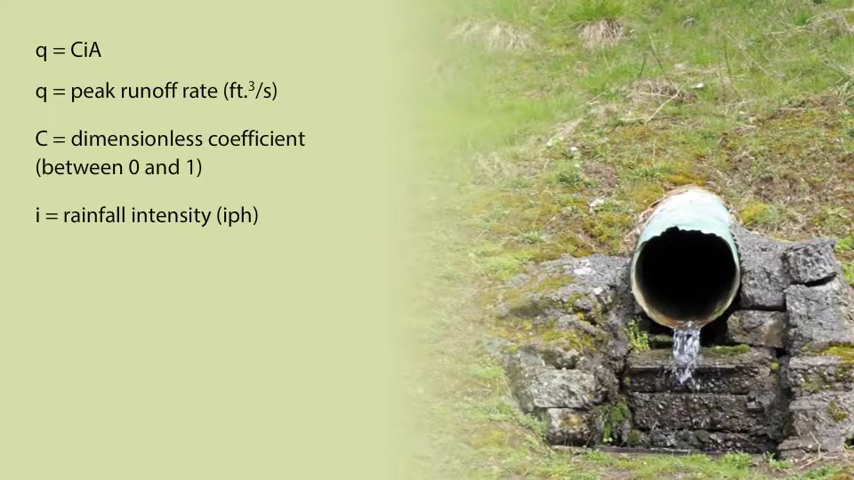 q = CiA
q = peak runoff rate (ft.³/s)
C = dimensionless coefficient
(between 0 and 1)
i = rainfall intensity (iph)